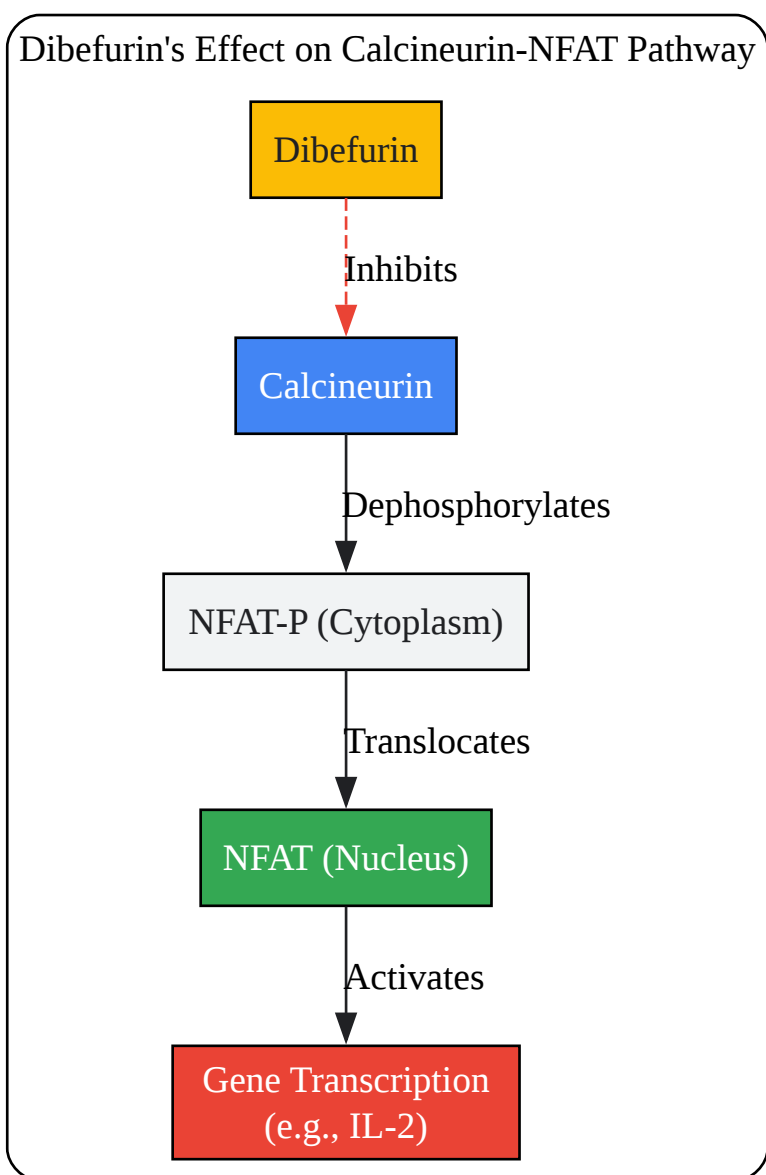 Dibefurin's Effect on Calcineurin-NFAT Pathway
Dibefurin
Inhibits
Calcineurin
Dephosphorylates
NFAT-P (Cytoplasm)
Translocates
NFAT (Nucleus)
Activates
Gene Transcription
(e.g., IL-2)